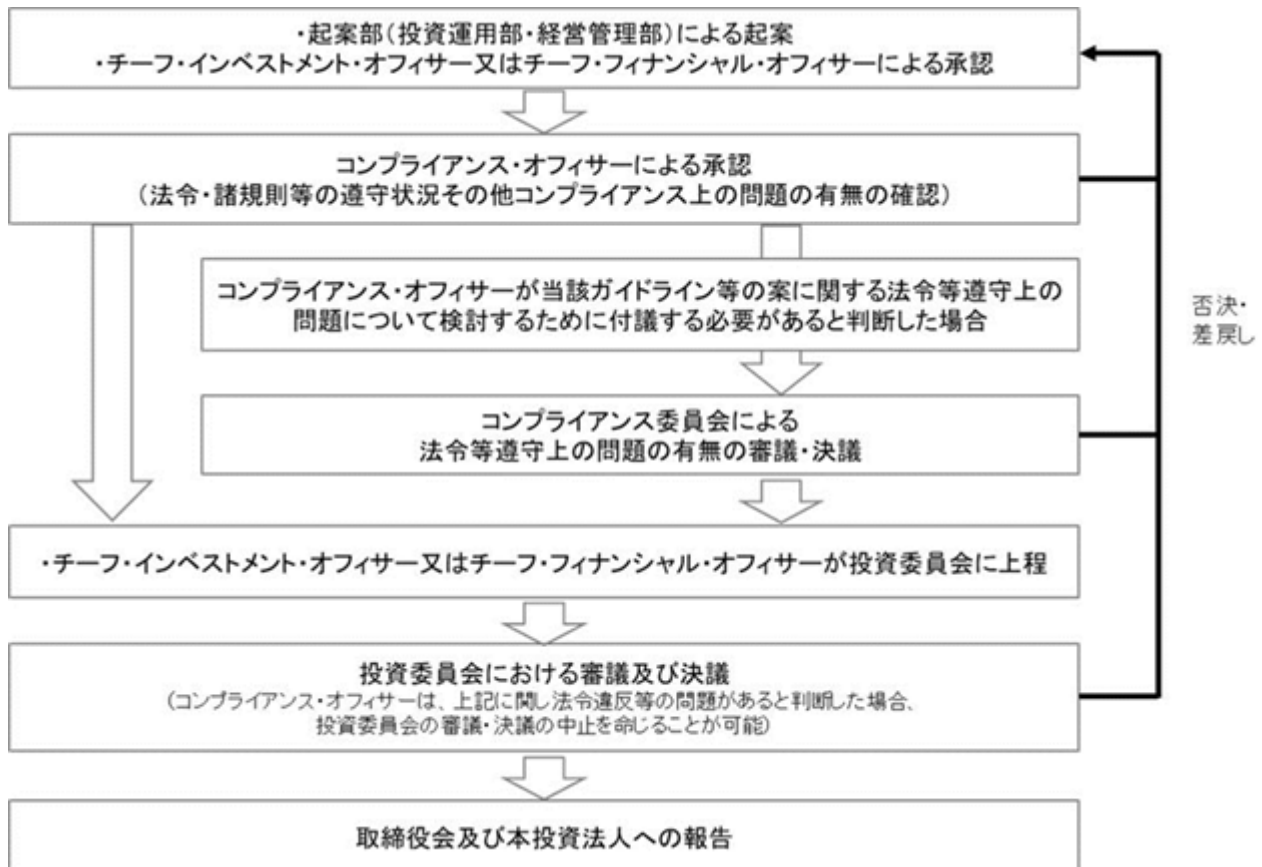 ・起案部（投資運用部・経営管理部）による起案
・チーフ・インベストメント・オフィサー又はチーフ・フィナンシャル・オフィサーによる承認
コンプライアンス・オフィサーによる承認
（法令・諸規則等の遵守状況その他コンプライアンス上の問題の有無の確認）
コンプライアンス・オフィサーが当該ガイドライン等の案に関する法令等遵守上の
問題について検討するために付議する必要があると判断した場合
否決・
差戻し
コンプライアンス委員会による
法令等遵守上の問題の有無の審議・決議
・チーフ・インベストメント・オフィサー又はチーフ・フィナンシャル・オフィサーが投資委員会に上程
投資委員会における審議及び決議
（コンプライアンス・オフィサーは、上記に関し法令違反等の問題があると判断した場合、
投資委員会の審議・決議の中止を命じることが可能）
取締役会及び本投資法人への報告